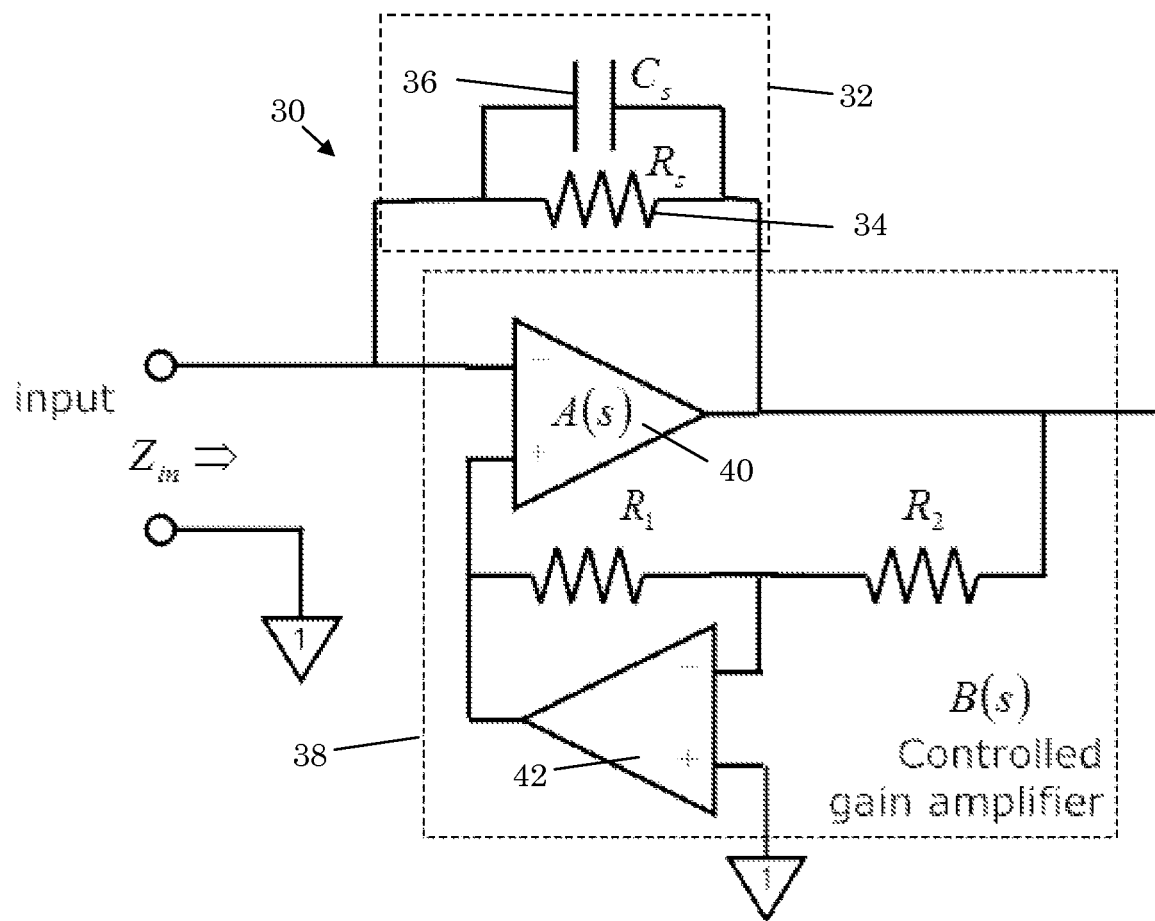 36
C_s
32
30
R_s
34
input
−
A(s)
+
40
Z_in ⇒
R_1
R_2
1
−
B(s)
38
42
+
Controlled
gain amplifier
1